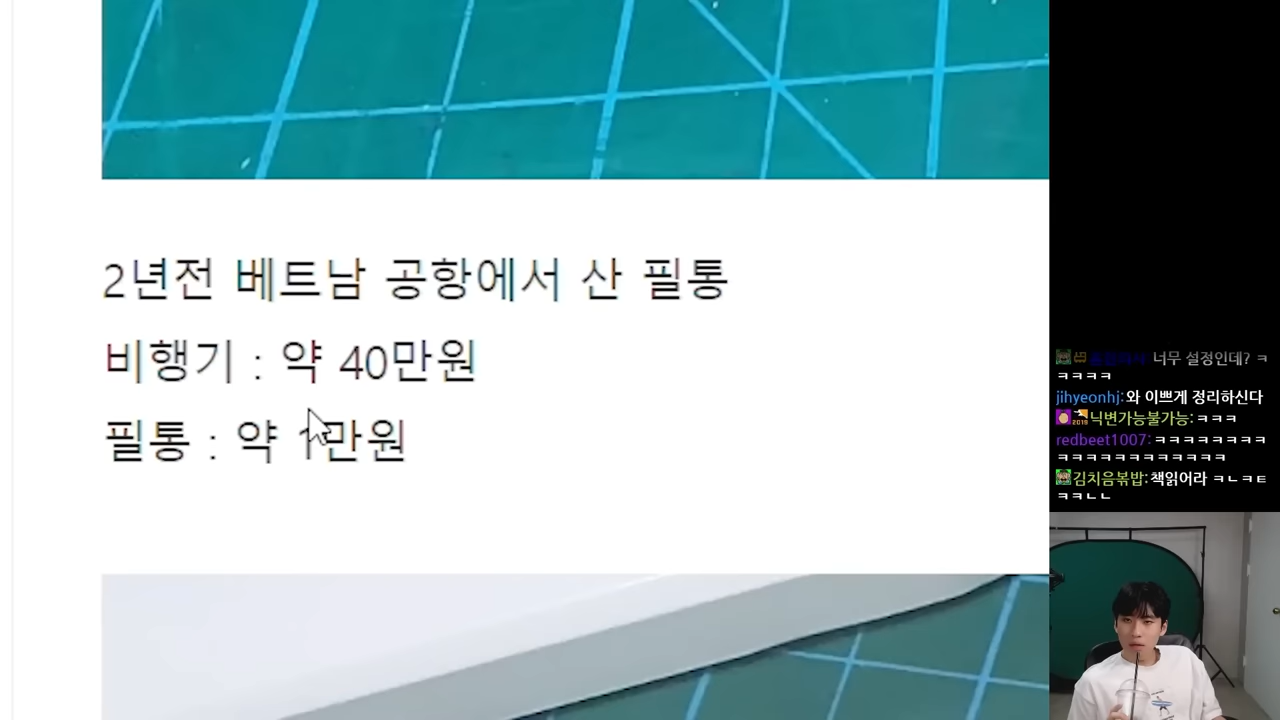 2년전 베트남 공항에서 산 필통
비행기 : 약 40만원
필통 : 약 1만원
너무 설정인데? ㅋ
ㅋㅋㅋㅋ
jihyeonhj: 와 이쁘게 정리하신다
닉변가능불가능: ㅋㅋㅋ
redbeet1007: ㅋㅋㅋㅋㅋㅋㅋㅋ
ㅋㅋㅋㅋㅋㅋㅋㅋㅋㅋㅋㅋ
김치음볶밥: 책읽어라 ㅋㄴㅋㅌ
ㅋㅋㄴㄴ